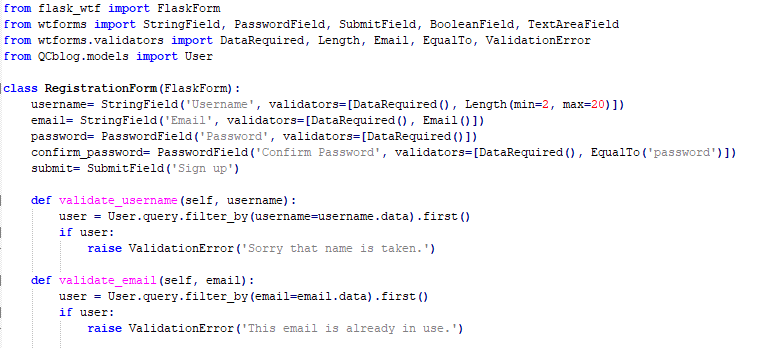 from flask_wtf import FlaskForm
from wtforms import StringField, PasswordField, SubmitField, BooleanField, TextAreaField
from wtforms.validators import DataRequired, Length, Email, EqualTo, ValidationError
from QCblog.models import User

class RegistrationForm(FlaskForm):
    username= StringField('Username', validators=[DataRequired(), Length(min=2, max=20)])
    email= StringField('Email', validators=[DataRequired(), Email()])
    password= PasswordField('Password', validators=[DataRequired()])
    confirm_password= PasswordField('Confirm Password', validators=[DataRequired(), EqualTo('password')])
    submit= SubmitField('Sign up')

    def validate_username(self, username):
        user = User.query.filter_by(username=username.data).first()
        if user:
            raise ValidationError('Sorry that name is taken.')

    def validate_email(self, email):
        user = User.query.filter_by(email=email.data).first()
        if user:
            raise ValidationError('This email is already in use.')